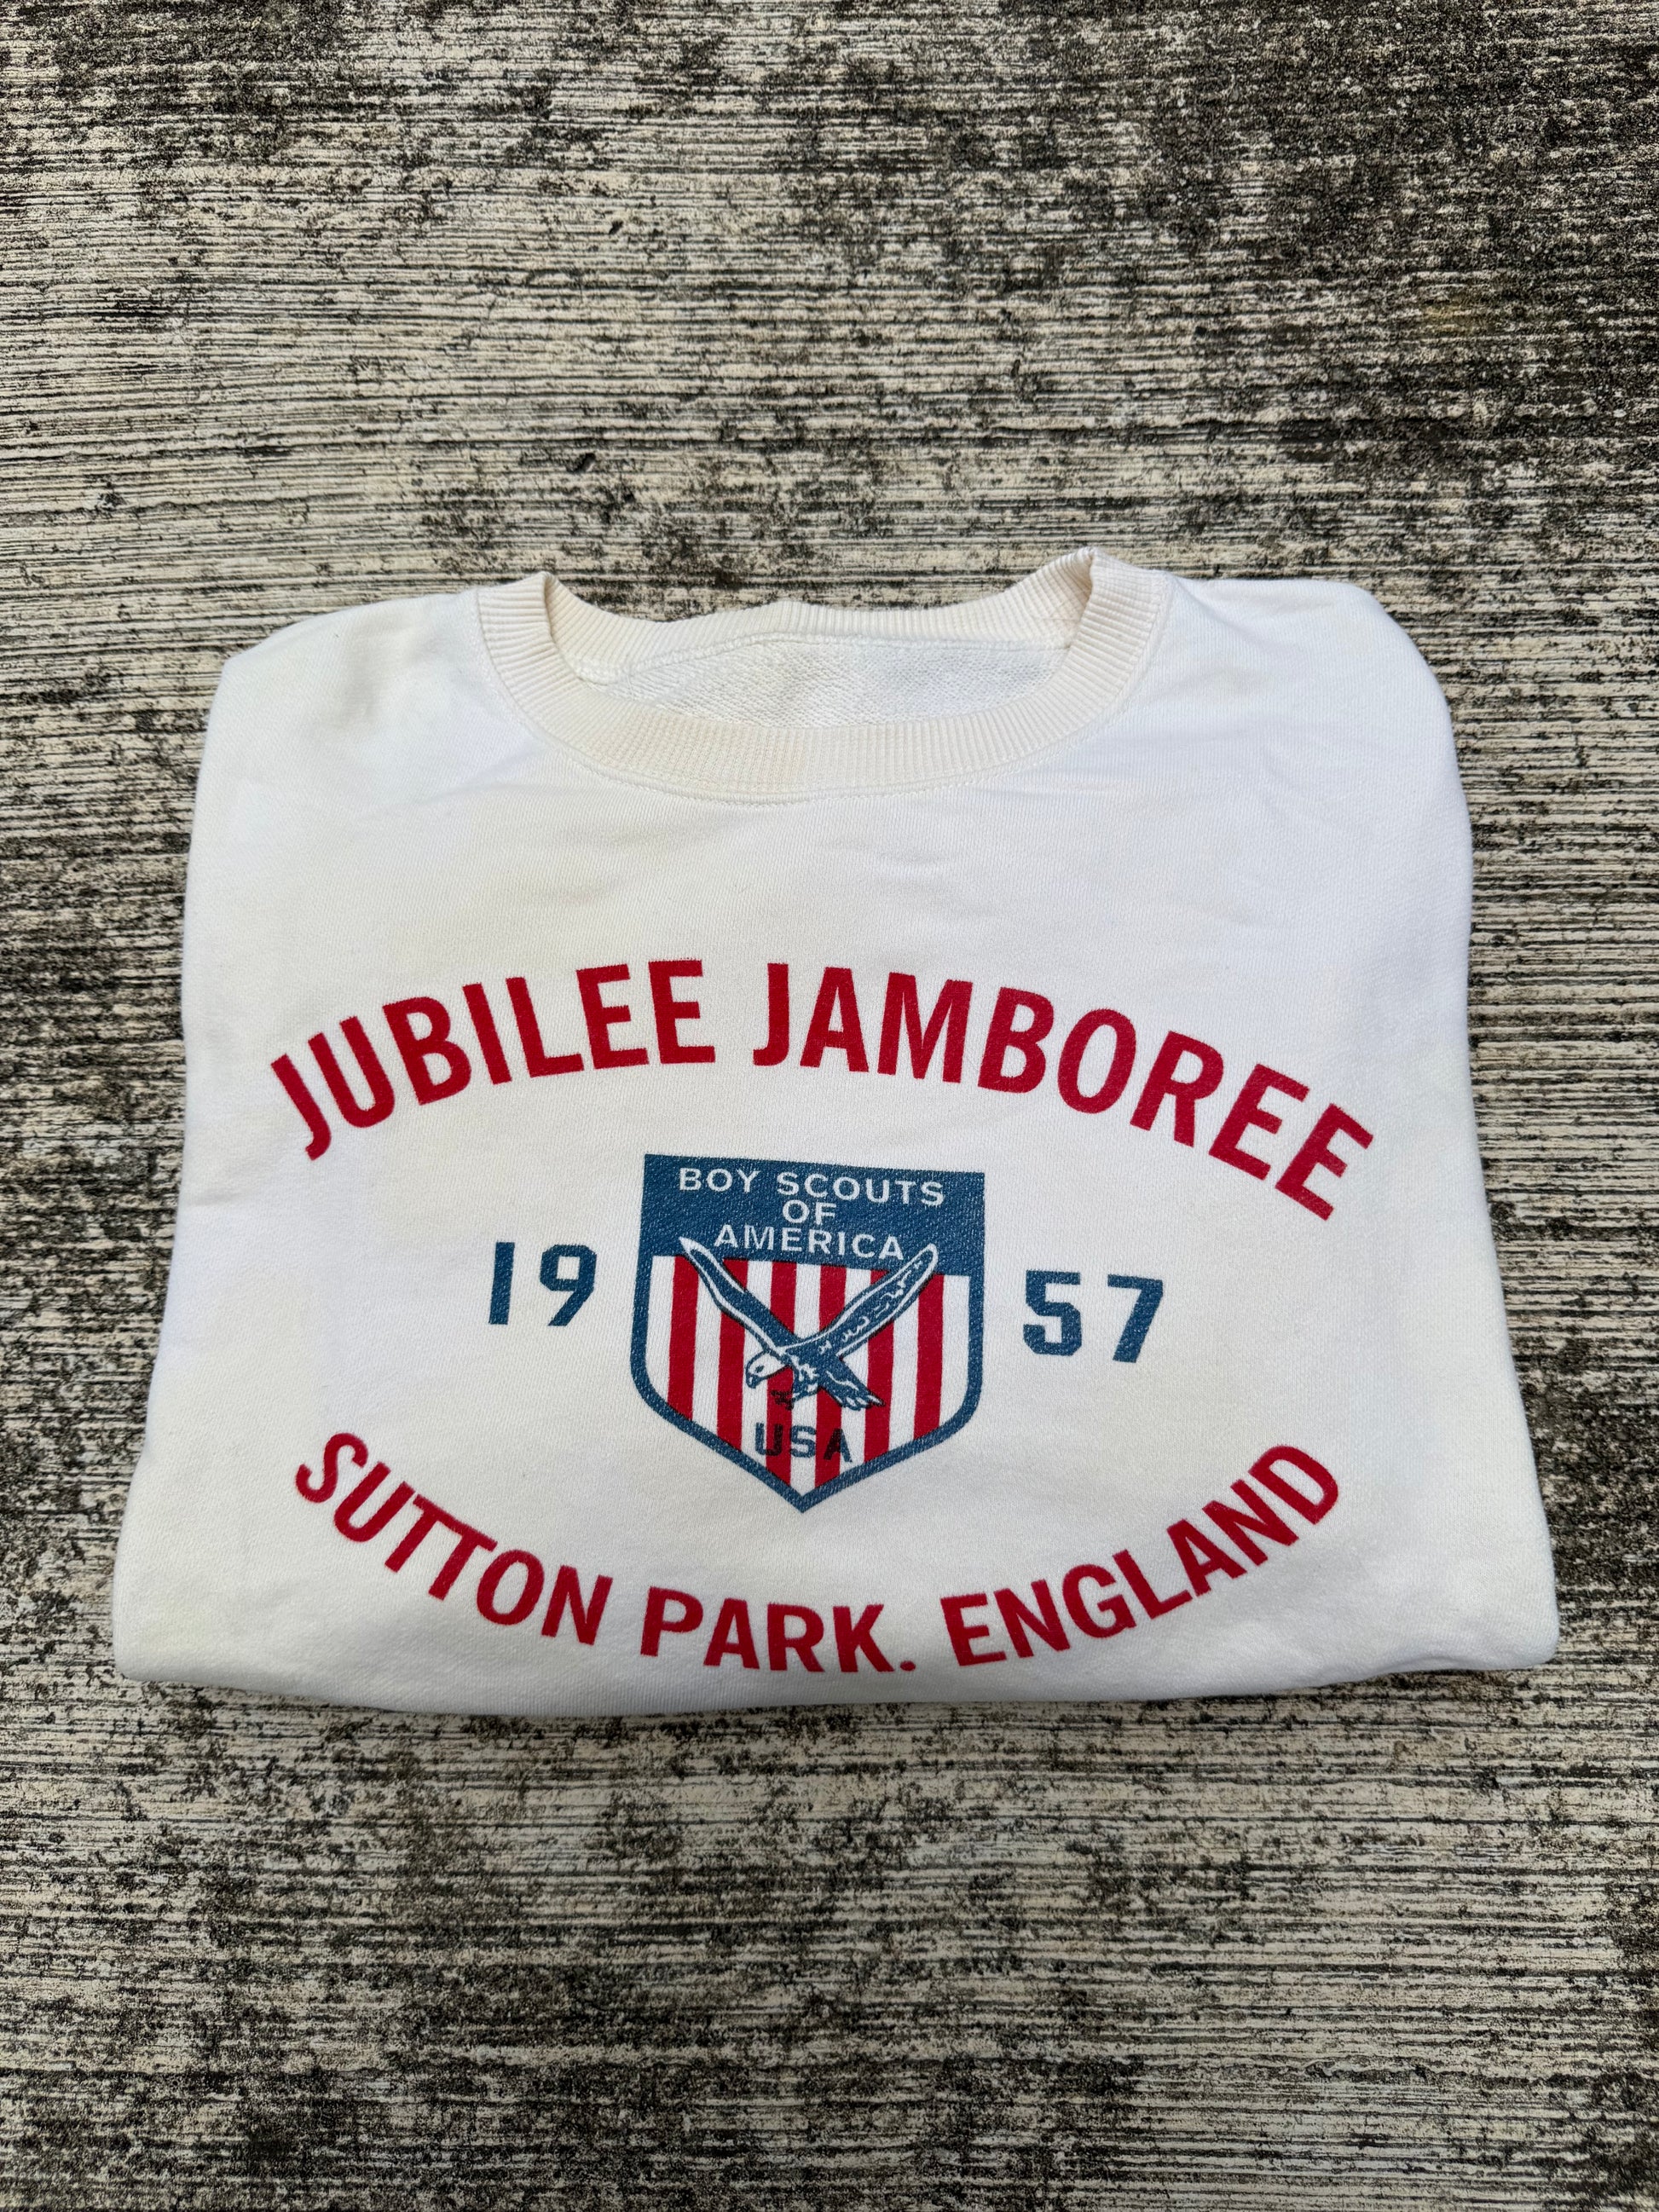 JUBILEE JAMBOREE
BOY SCOUTS
OF
AMERICA
19 57
USA
SUTTON PARK. ENGLAND